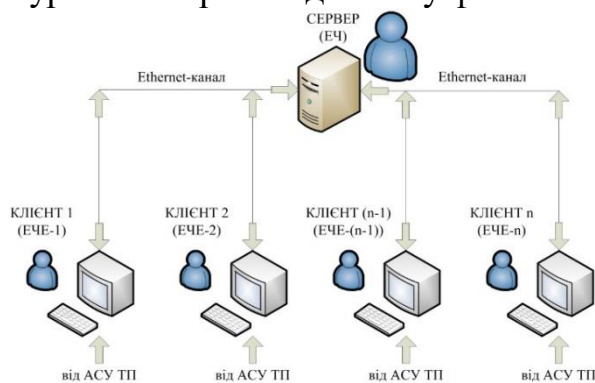 СЕРВЕР
(ЕЧ)
Ethernet-канал
Ethernet-канал
КЛІЄНТ 1
(ЕЧЕ-1)
КЛІЄНТ 2
(ЕЧЕ-2)
КЛІЄНТ (n-1)
(ЕЧЕ-(n-1))
КЛІЄНТ n
(ЕЧЕ-n)
від АСУ ТП
від АСУ ТП
від АСУ ТП
від АСУ ТП